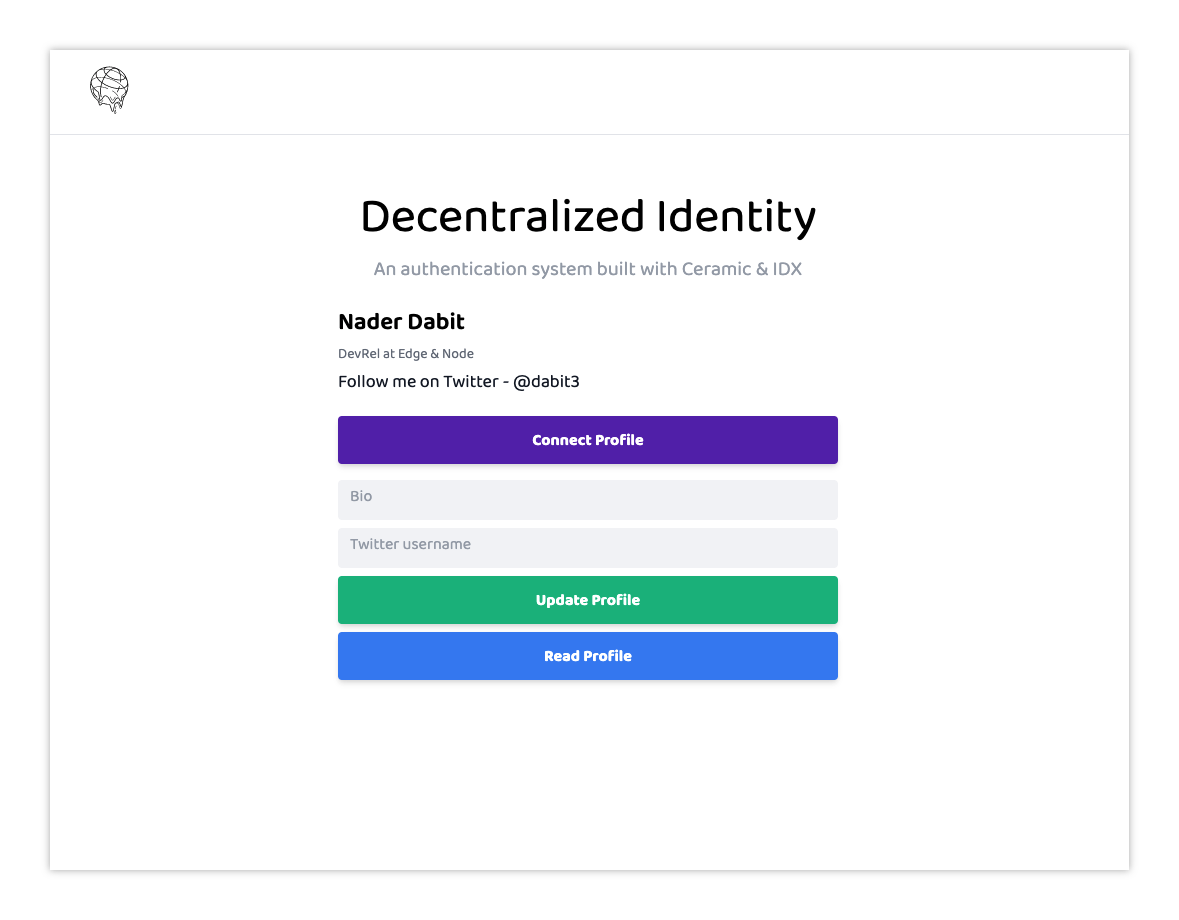 Decentralized Identity
An authentication system built with Ceramic & IDX
Nader Dabit
DevRel at Edge & Node
Follow me on Twitter - @dabit3
Connect Profile
Bio
Twitter username
Update Profile
Read Profile